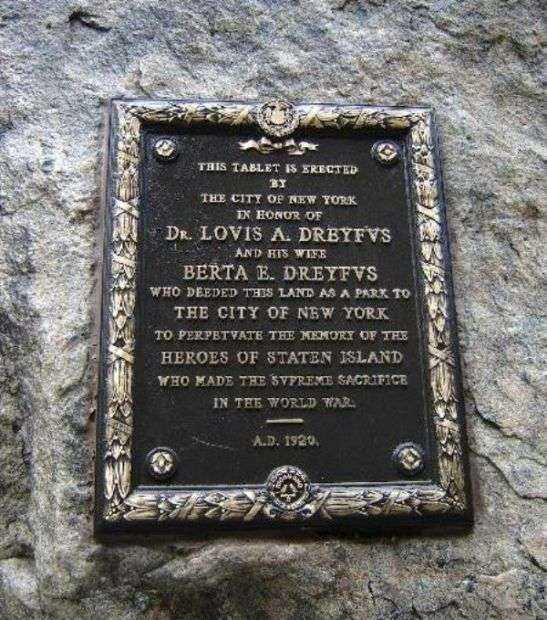 THIS TABLET IS ERECTED
BY
THE CITY OF NEW YORK
IN HONOR OF
DR. LOVIS A. DREYFVS
AND HIS WIFE
BERTA E. DREYFVS
WHO DEEDED THIS LAND AS A PARK TO
THE CITY OF NEW YORK
TO PERPETVATE THE MEMORY OF THE
HEROES OF STATEN ISLAND
WHO MADE THE SVPREME SACRIFICE
IN THE WORLD WAR.
A.D. 1920.